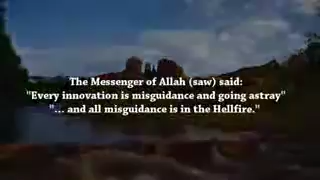 The Messenger of Allah (saw) said:
"Every innovation is misguidance and going astray"
"... and all misguidance is in the Hellfire."